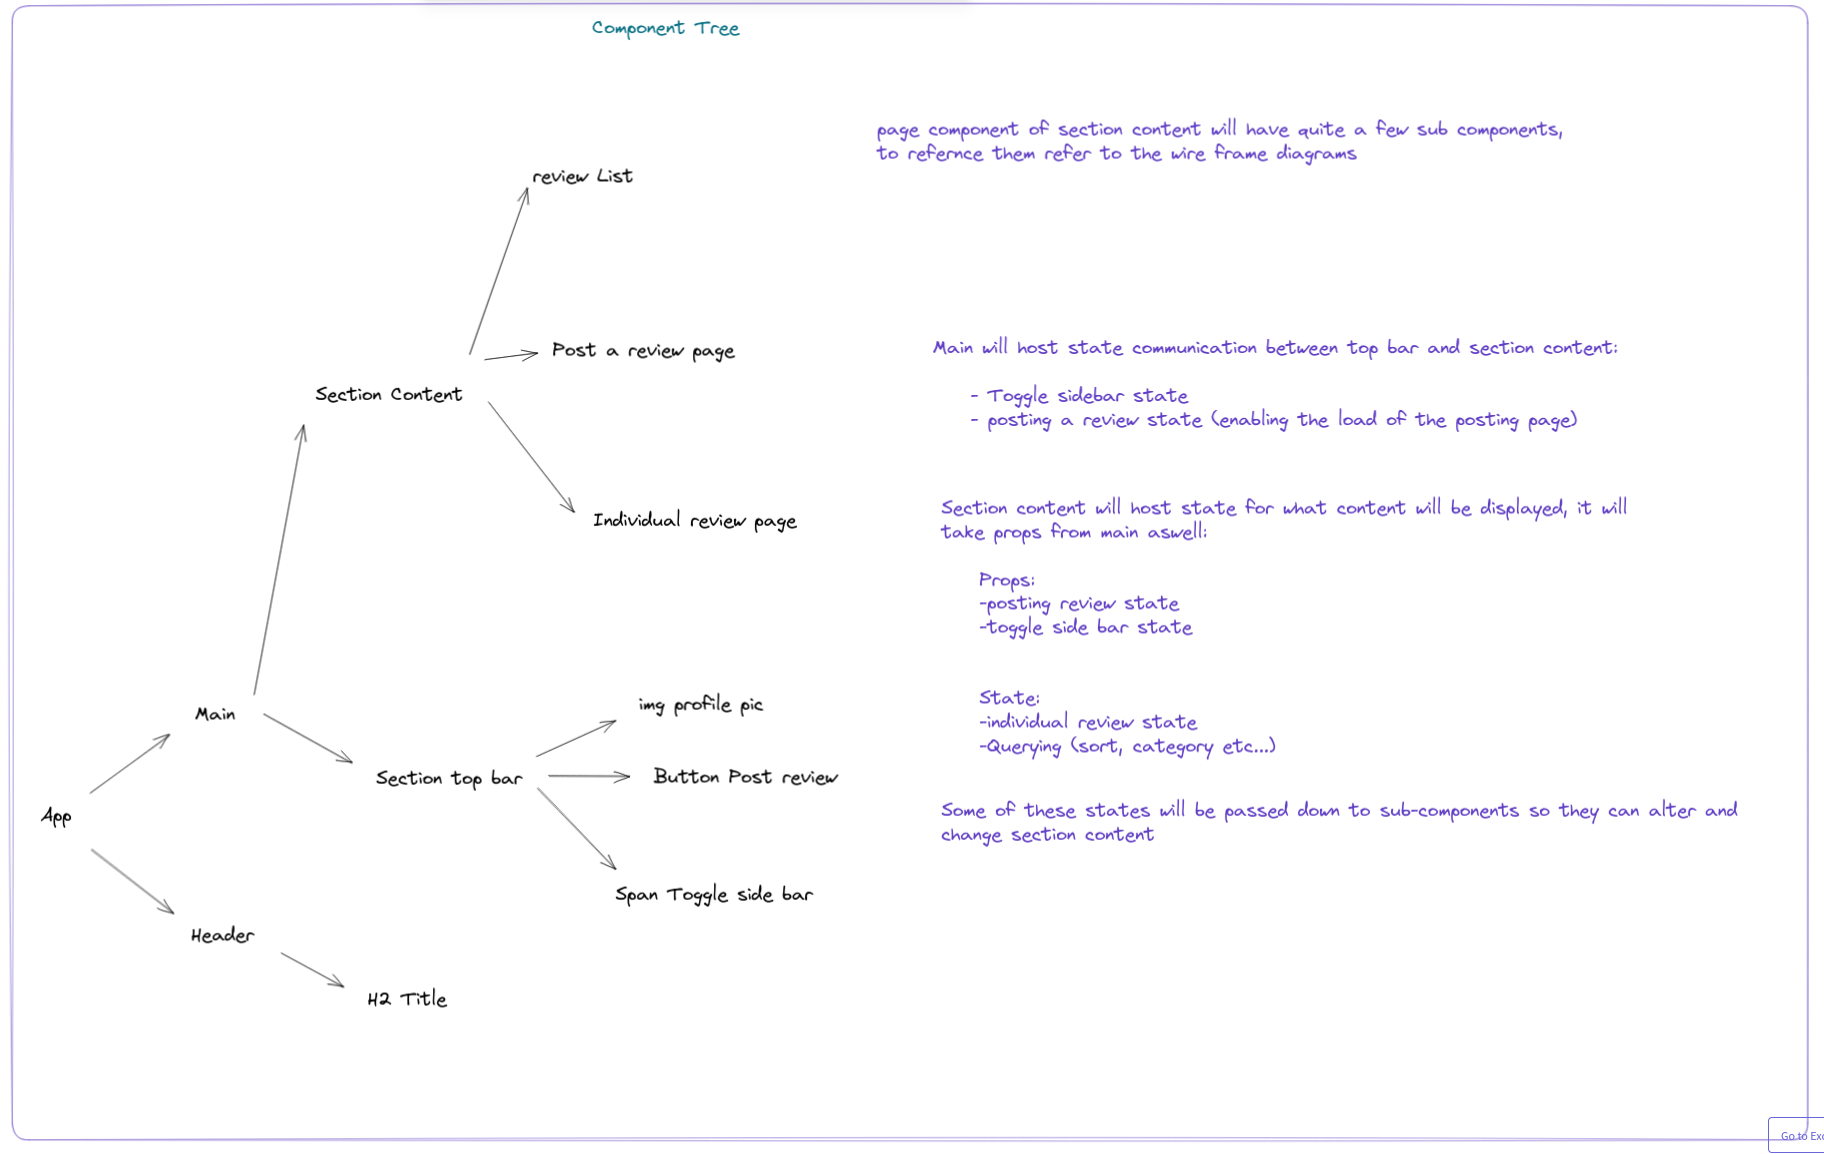 Component Tree
page component of section content will have quite a few sub components,
to refernce them refer to the wire frame diagrams
review List
Main will host state communication between top bar and section content:
Post a review page
Section Content
- Toggle sidebar state
- posting a review state (enabling the load of the posting page)
Section content will host state for what content will be displayed, it will
take props from main aswell:
Individual review page
Props:
-posting review state
-toggle side bar state
State:
-individual review state
-Querying (sort, category etc...)
img profile pic
Main
Section top bar
Button Post review
App
Some of these states will be passed down to sub-components so they can alter and
change section content
Span Toggle side bar
Header
H2 Title
Go to Exc